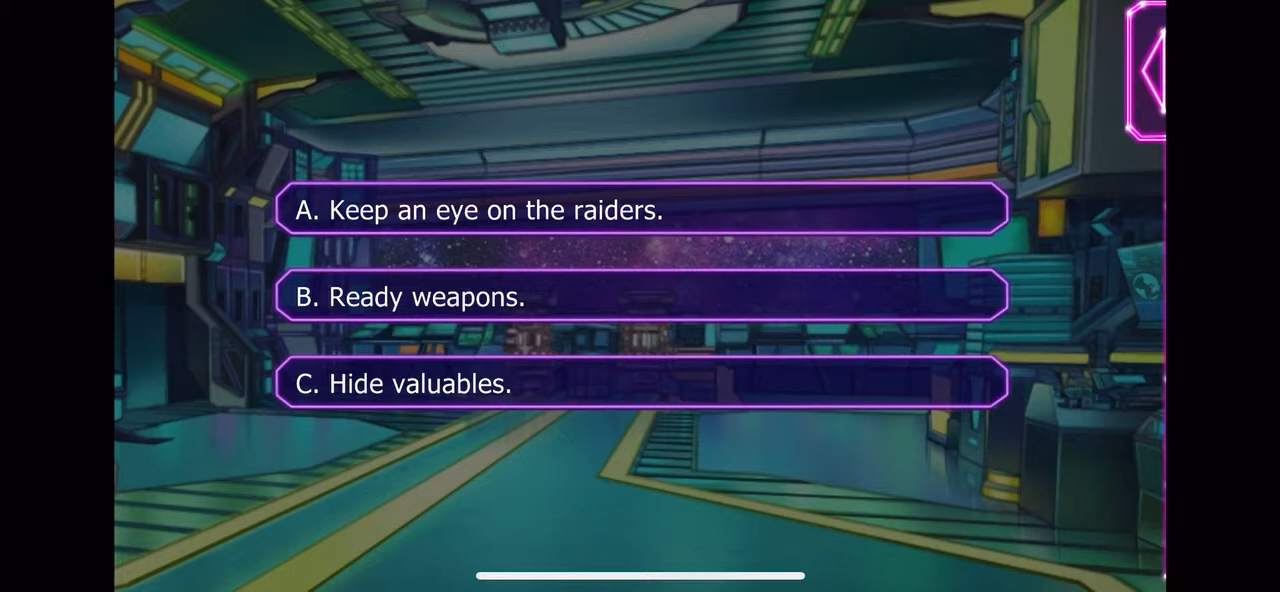 A. Keep an eye on the raiders.
B. Ready weapons.
C. Hide valuables.